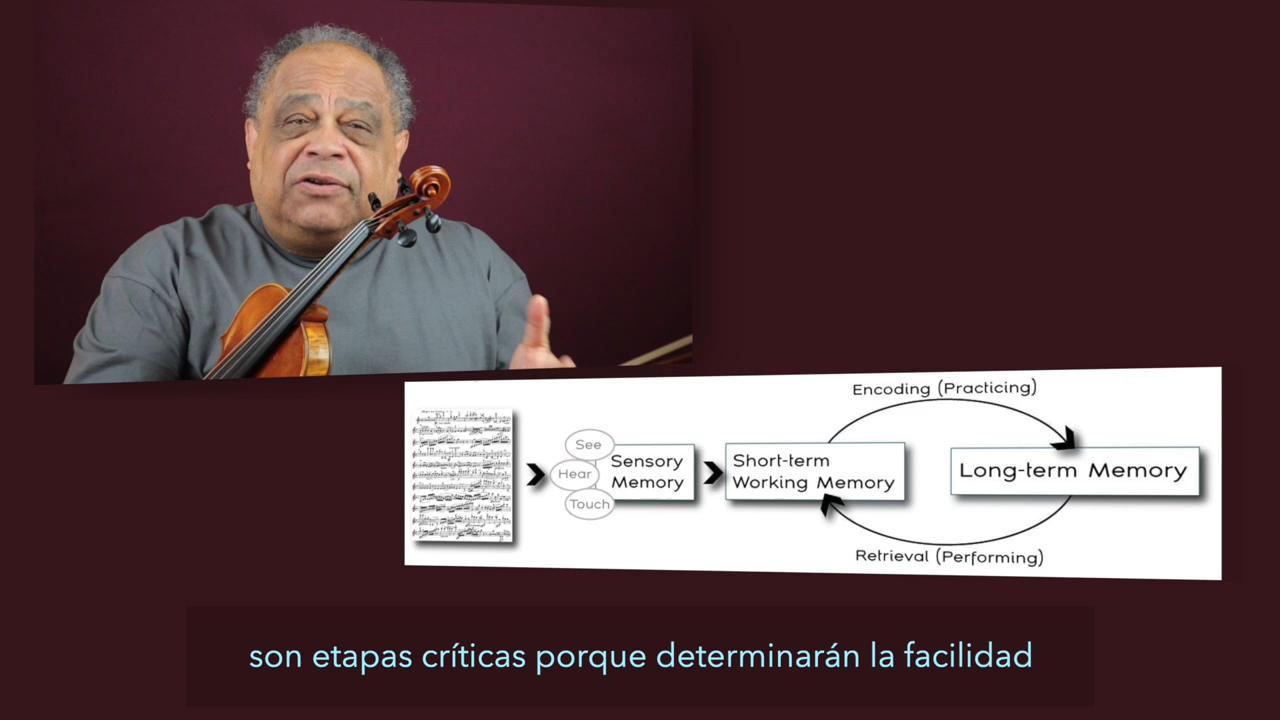 Encoding (Practicing)
See
Hear
Touch
Sensory
Memory
Short-term
Working Memory
Long-term Memory
Retrieval (Performing)
son etapas críticas porque determinarán la facilidad